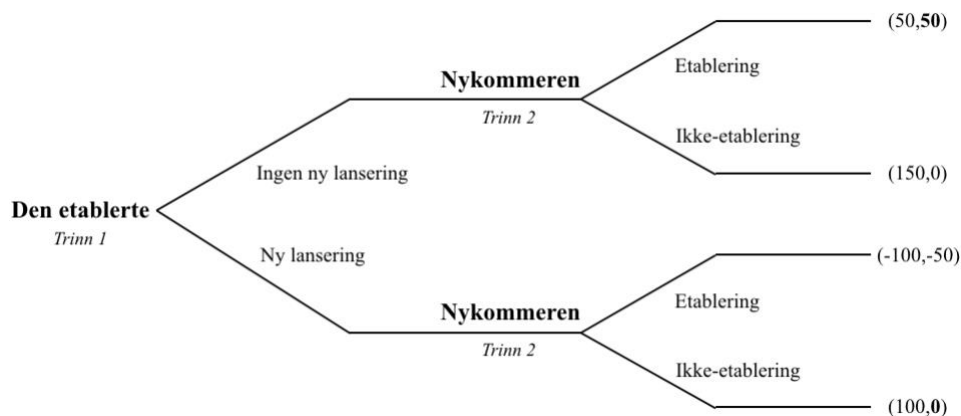 (50,50)
Nykommeren
Etablering
Trinn 2
Ikke-etablering
Ingen ny lansering
(150,0)
Den etablerte
Trinn 1
Ny lansering
(-100,-50)
Nykommeren
Etablering
Trinn 2
Ikke-etablering
(100,0)